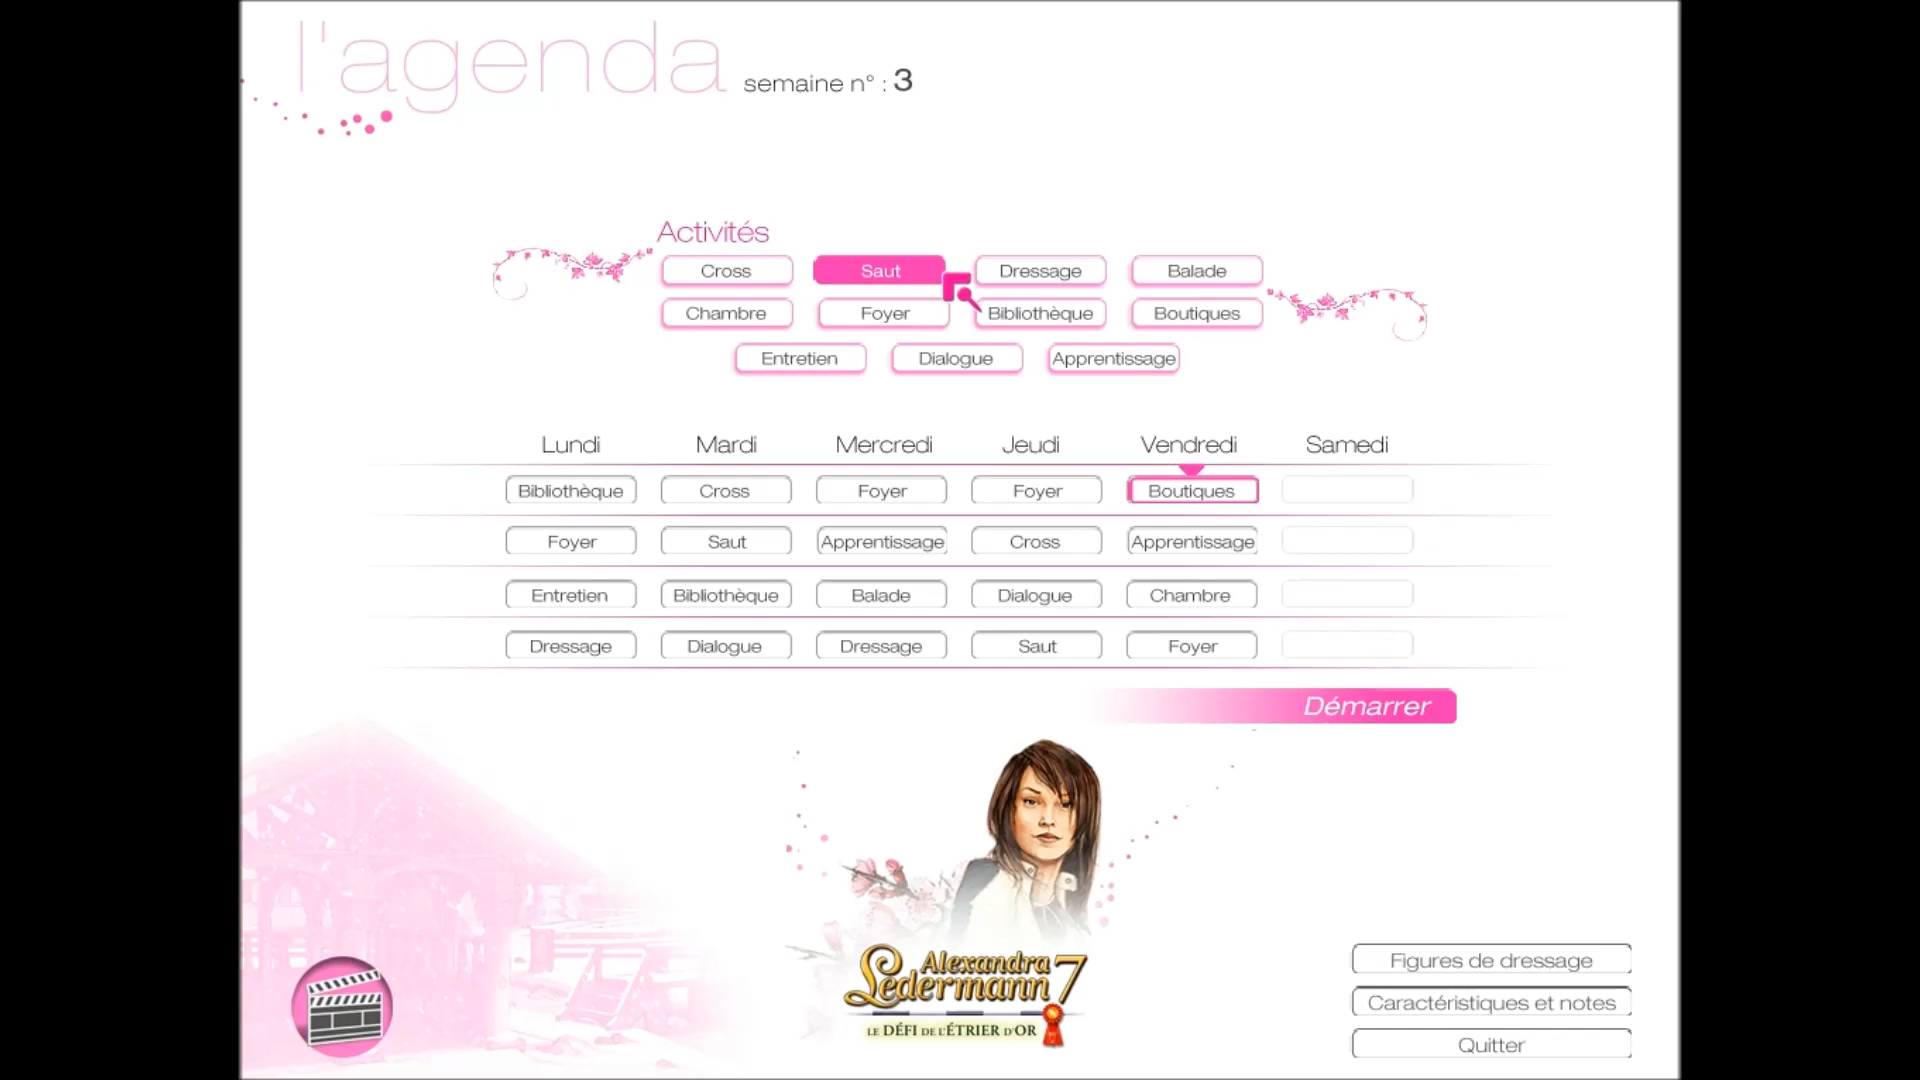 l'agenda semaine n° : 3
Activités
Cross Saut Dressage Balade
Chambre Foyer Bibliothèque Boutiques
Entretien Dialogue Apprentissage
Lundi Mardi Mercredi Jeudi Vendredi Samedi
Bibliothèque Cross Foyer Foyer Boutiques
Foyer Saut Apprentissage Cross Apprentissage
Entretien Bibliothèque Balade Dialogue Chambre
Dressage Dialogue Dressage Saut Foyer
Démarrer
Alexandra
Ledermann 7
LE DÉFI DE L'ÉTRIER D'OR
Figures de dressage
Caractéristiques et notes
Quitter